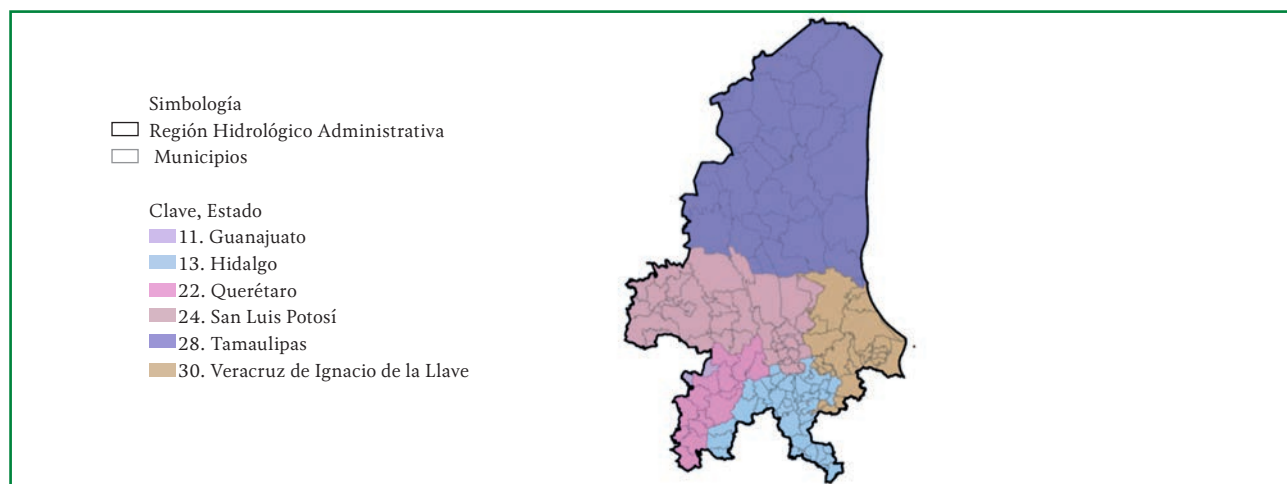 Simbología
Región Hidrológico Administrativa
Municipios
Clave, Estado
11. Guanajuato
13. Hidalgo
22. Querétaro
24. San Luis Potosí
28. Tamaulipas
30. Veracruz de Ignacio de la Llave